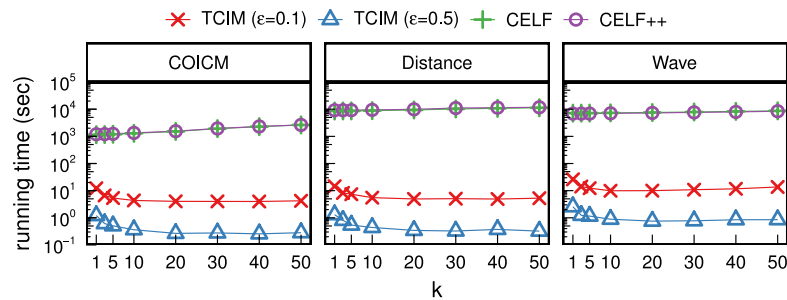 TCIM (ε=0.1) TCIM (ε=0.5) CELF CELF++
COICM Distance Wave
running time (sec)
10^5
10^4
10^3
10^2
10^1
10^0
10^-1
1 5 10 20 30 40 50 1 5 10 20 30 40 50 1 5 10 20 30 40 50
k